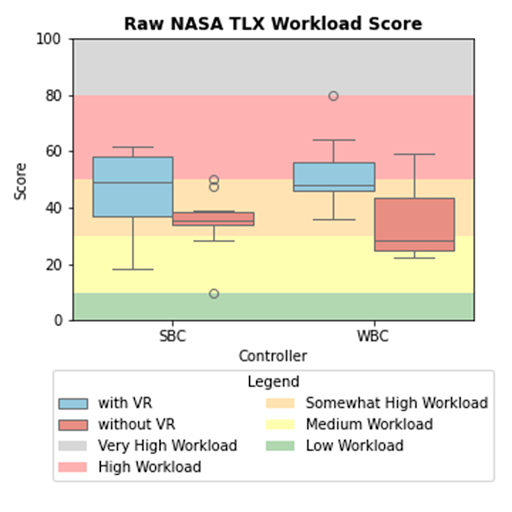 Raw NASA TLX Workload Score
100
80
60
40
20
0
Score
SBC
WBC
Controller
Legend
with VR
without VR
Very High Workload
High Workload
Somewhat High Workload
Medium Workload
Low Workload